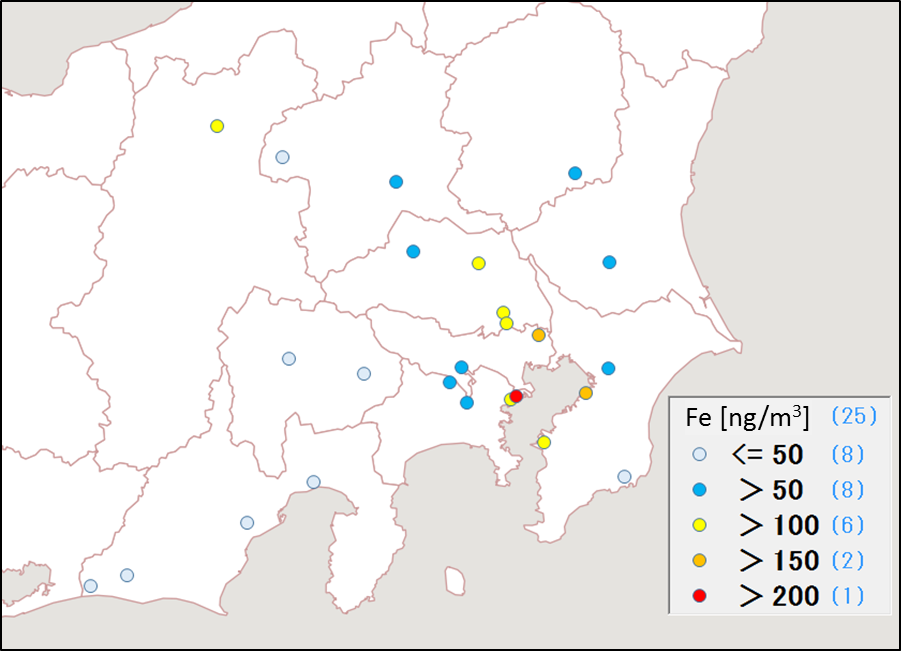 Fe [ng/m³] (25)
<= 50 (8)
> 50 (8)
> 100 (6)
> 150 (2)
> 200 (1)